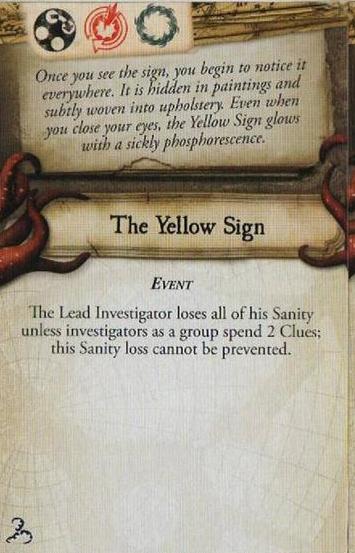 Once you see the sign, you begin to notice it
everywhere. It is hidden in paintings and
subtly woven into upholstery. Even when
you close your eyes, the Yellow Sign glows
with a sickly phosphorescence.
The Yellow Sign
Event
The Lead Investigator loses all of his Sanity
unless investigators as a group spend 2 Clues;
this Sanity loss cannot be prevented.